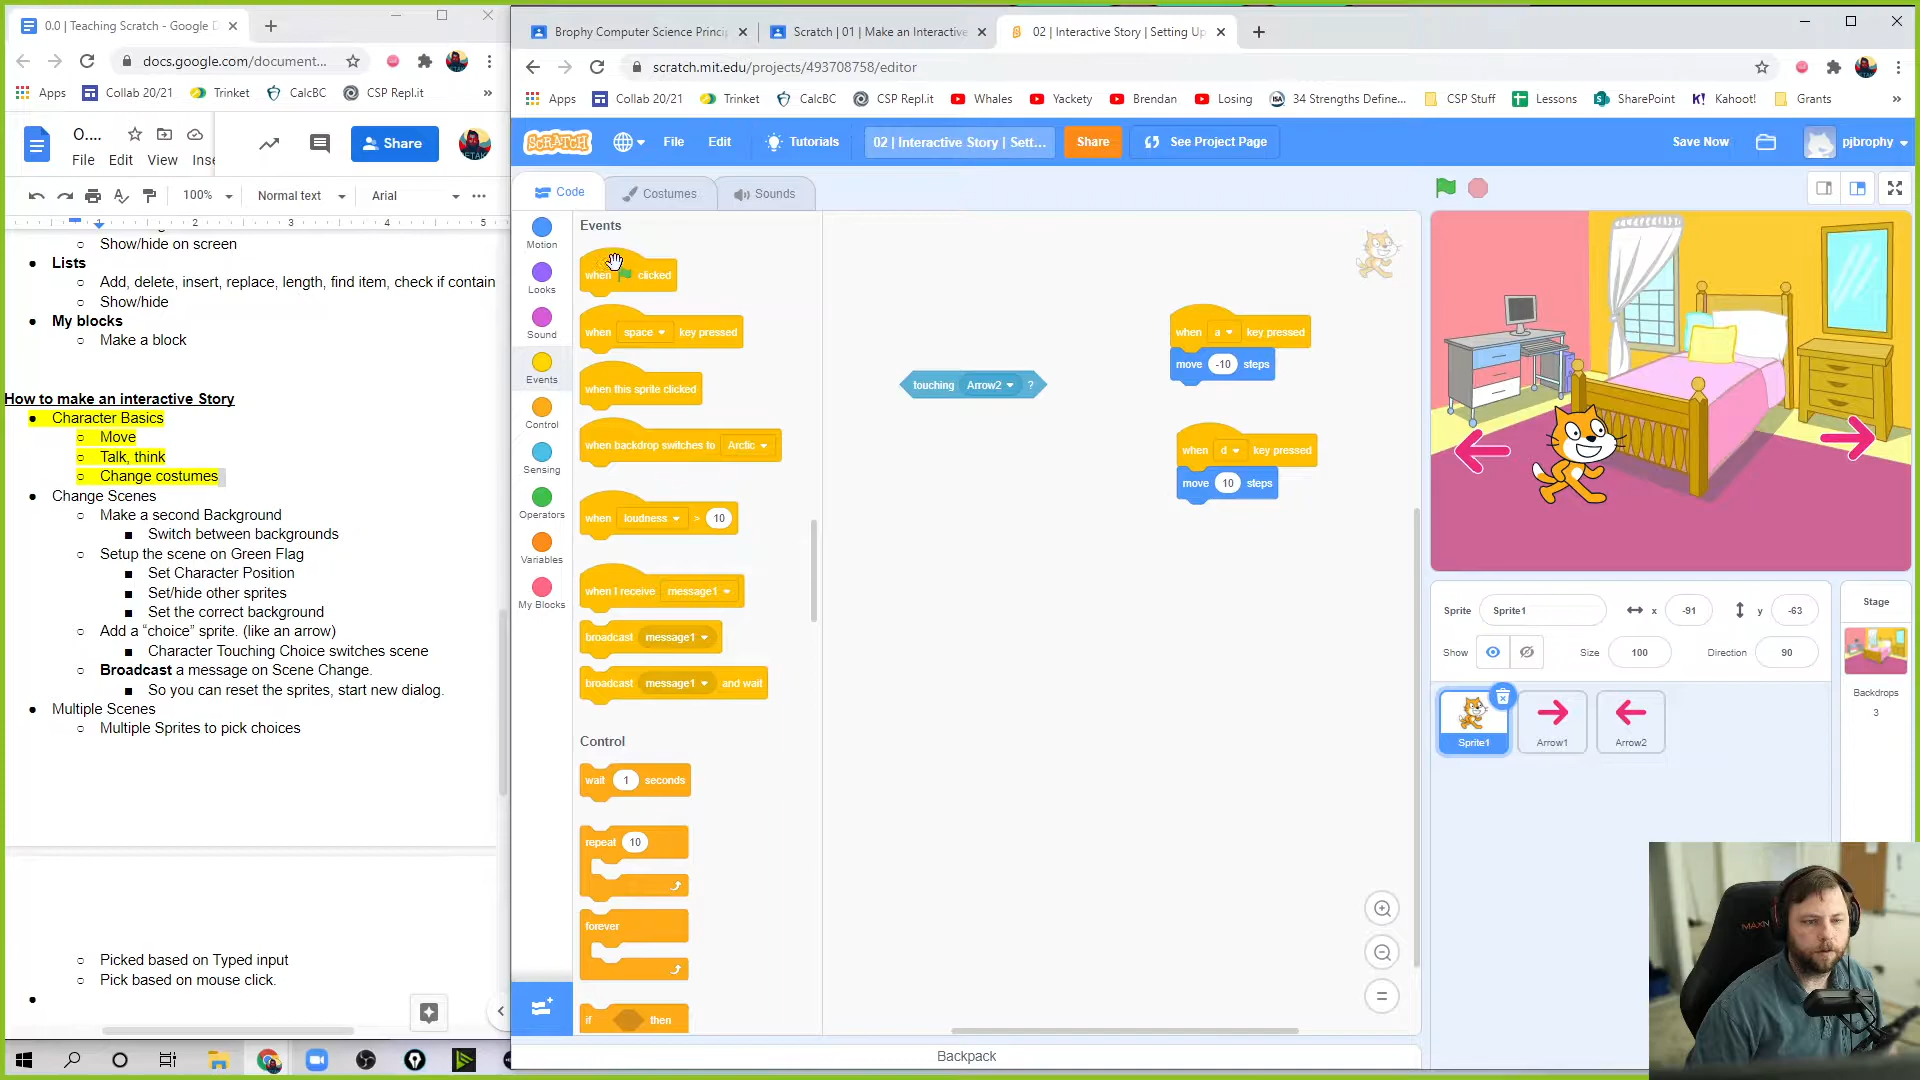 0.0 | Teaching Scratch - Google D
docs.google.com/document...
Apps
Collab 20/21
Trinket
CalcBC
CSP Repl.it
»
O....
File
Edit
View
Inse
Share
100%
Normal text
Arial
2
3
4
5
Show/hide on screen
Lists
Add, delete, insert, replace, length, find item, check if contain
Show/hide
My blocks
Make a block
How to make an interactive Story
Character Basics
Move
Talk, think
Change costumes
Change Scenes
Make a second Background
Switch between backgrounds
Setup the scene on Green Flag
Set Character Position
Set/hide other sprites
Set the correct background
Add a “choice” sprite. (like an arrow)
Character Touching Choice switches scene
Broadcast a message on Scene Change.
So you can reset the sprites, start new dialog.
Multiple Scenes
Multiple Sprites to pick choices
Picked based on Typed input
Pick based on mouse click.
Brophy Computer Science Princip
Scratch | 01 | Make an Interactive
02 | Interactive Story | Setting Up
scratch.mit.edu/projects/493708758/editor
Apps
Collab 20/21
Trinket
CalcBC
CSP Repl.it
Whales
Yackety
Brendan
Losing
34 Strengths Define...
CSP Stuff
Lessons
SharePoint
Kahoot!
Grants
»
SCRATCH
File
Edit
Tutorials
02 | Interactive Story | Sett...
Share
See Project Page
Save Now
pjbrophy
Code
Costumes
Sounds
Motion
Looks
Sound
Events
Control
Sensing
Operators
Variables
My Blocks
Events
when clicked
when space key pressed
when this sprite clicked
when backdrop switches to Arctic
when loudness > 10
when I receive message1
broadcast message1
broadcast message1 and wait
Control
wait 1 seconds
repeat 10
forever
if then
touching Arrow2 ?
when a key pressed
move -10 steps
when d key pressed
move 10 steps
Backpack
Sprite
Sprite1
x
-91
y
-63
Show
Size
100
Direction
90
Sprite1
Arrow1
Arrow2
Stage
Backdrops
3
MAXN